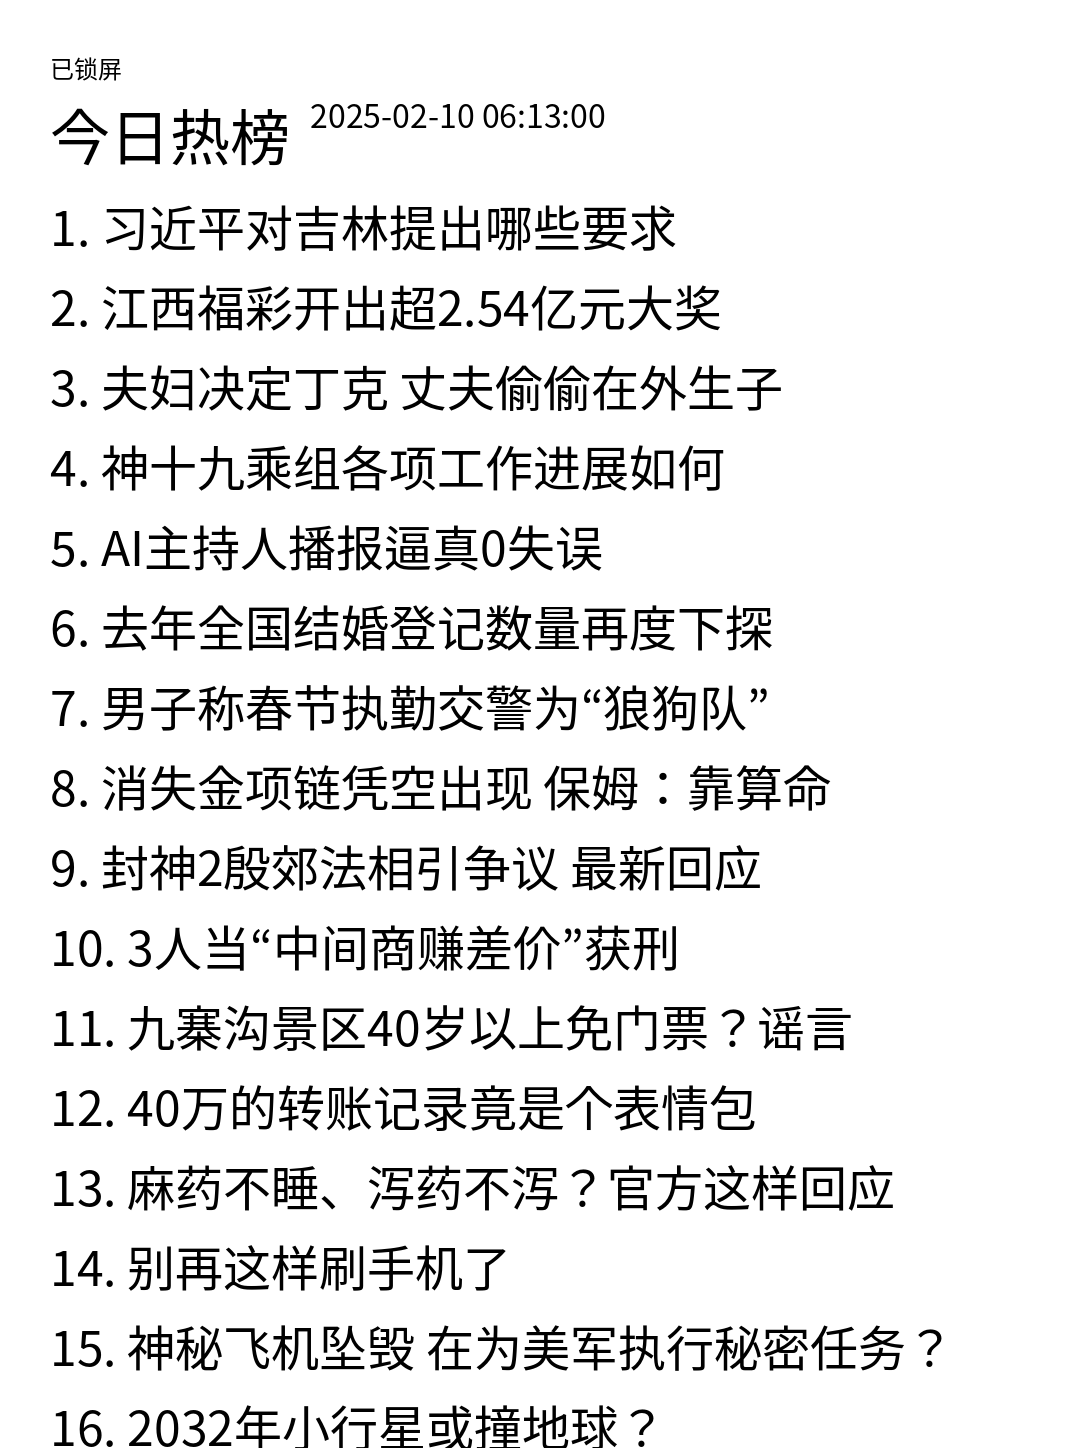 已锁屏
今日热榜 2025-02-10 06:13:00
1. 习近平对吉林提出哪些要求
2. 江西福彩开出超2.54亿元大奖
3. 夫妇决定丁克 丈夫偷偷在外生子
4. 神十九乘组各项工作进展如何
5. AI主持人播报逼真0失误
6. 去年全国结婚登记数量再度下探
7. 男子称春节执勤交警为“狼狗队”
8. 消失金项链凭空出现 保姆：靠算命
9. 封神2殷郊法相引争议 最新回应
10. 3人当“中间商赚差价”获刑
11. 九寨沟景区40岁以上免门票？谣言
12. 40万的转账记录竟是个表情包
13. 麻药不睡、泻药不泻？官方这样回应
14. 别再这样刷手机了
15. 神秘飞机坠毁 在为美军执行秘密任务？
16. 2032年小行星或撞地球？